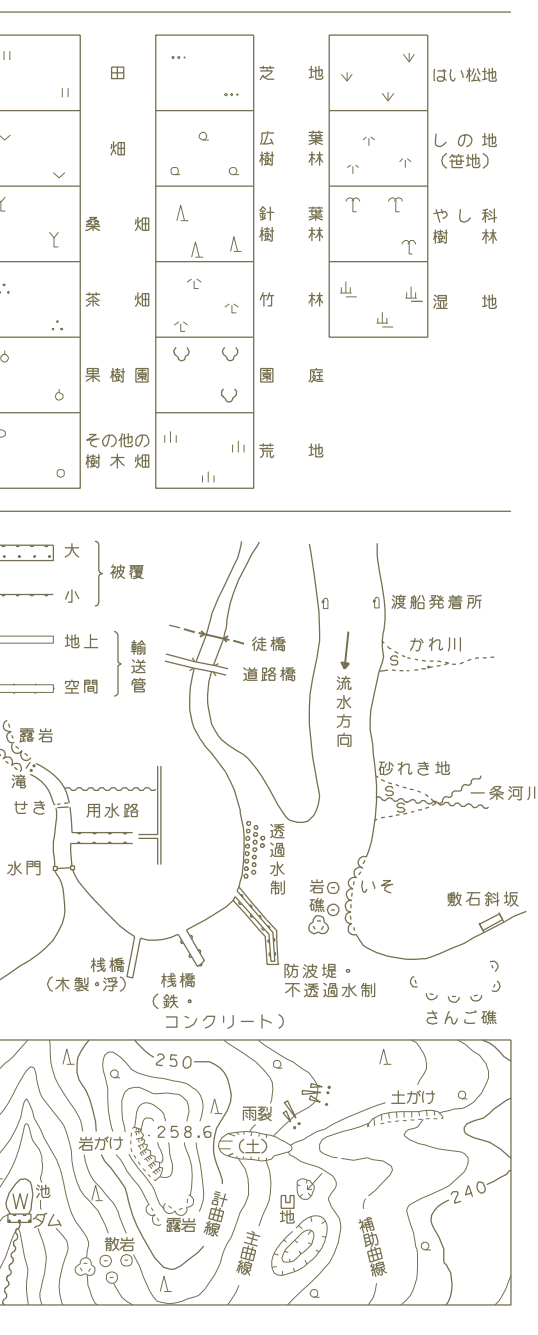 田
畑
桑畑
茶畑
果樹園
その他の
樹木畑
芝地
広葉
樹林
針葉
樹林
竹林
園庭
荒地
はい松地
しの地
（笹地）
やし科
樹林
湿地
大
小
被覆
地上
空間
輸送管
徒橋
道路橋
渡船発着所
かれ川
S
流水方向
露岩
滝
せき
用水路
水門
砂れき地
S
S
一条河川
透過水制
岩礁
いそ
敷石斜坂
桟橋
（木製・浮）
桟橋
（鉄・
コンクリート）
防波堤・
不透過水制
さんご礁
250
雨裂
土がけ
岩がけ
258.6
（土）
池
W
ダム
散岩
露岩
計曲線
主曲線
凹地
補助曲線
240